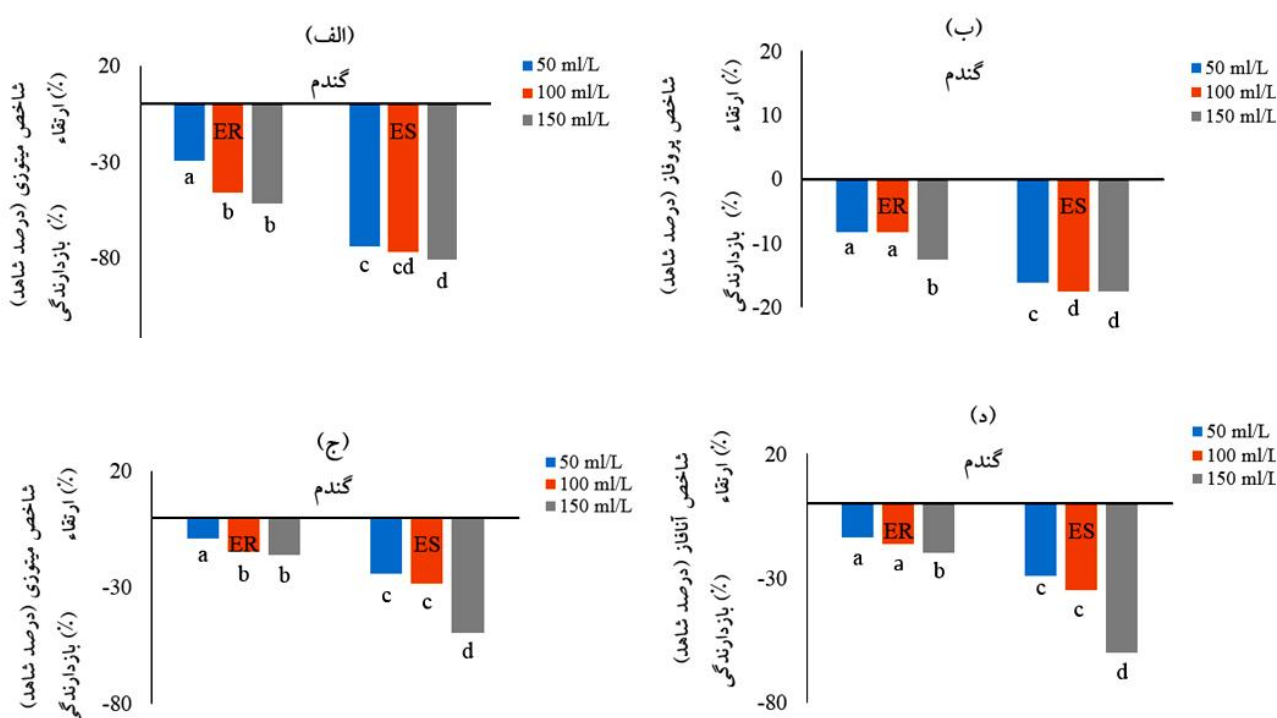 (الف)
گندم
20
-30
-80
شاخص میتوزی (درصد شاهد)
بازدارندگی (%) ارتقاء (%)
ER
ES
a
b
b
c
cd
d
50 ml/L
100 ml/L
150 ml/L
(ب)
گندم
20
10
0
-10
-20
شاخص پروفاز (درصد شاهد)
بازدارندگی (%) ارتقاء (%)
ER
ES
a
a
b
c
d
d
50 ml/L
100 ml/L
150 ml/L
(ج)
گندم
20
-30
-80
شاخص میتوزی (درصد شاهد)
بازدارندگی (%) ارتقاء (%)
ER
ES
a
b
b
c
c
d
50 ml/L
100 ml/L
150 ml/L
(د)
گندم
20
-30
-80
شاخص آنافاز (درصد شاهد)
بازدارندگی (%) ارتقاء (%)
ER
ES
a
a
b
c
c
d
50 ml/L
100 ml/L
150 ml/L